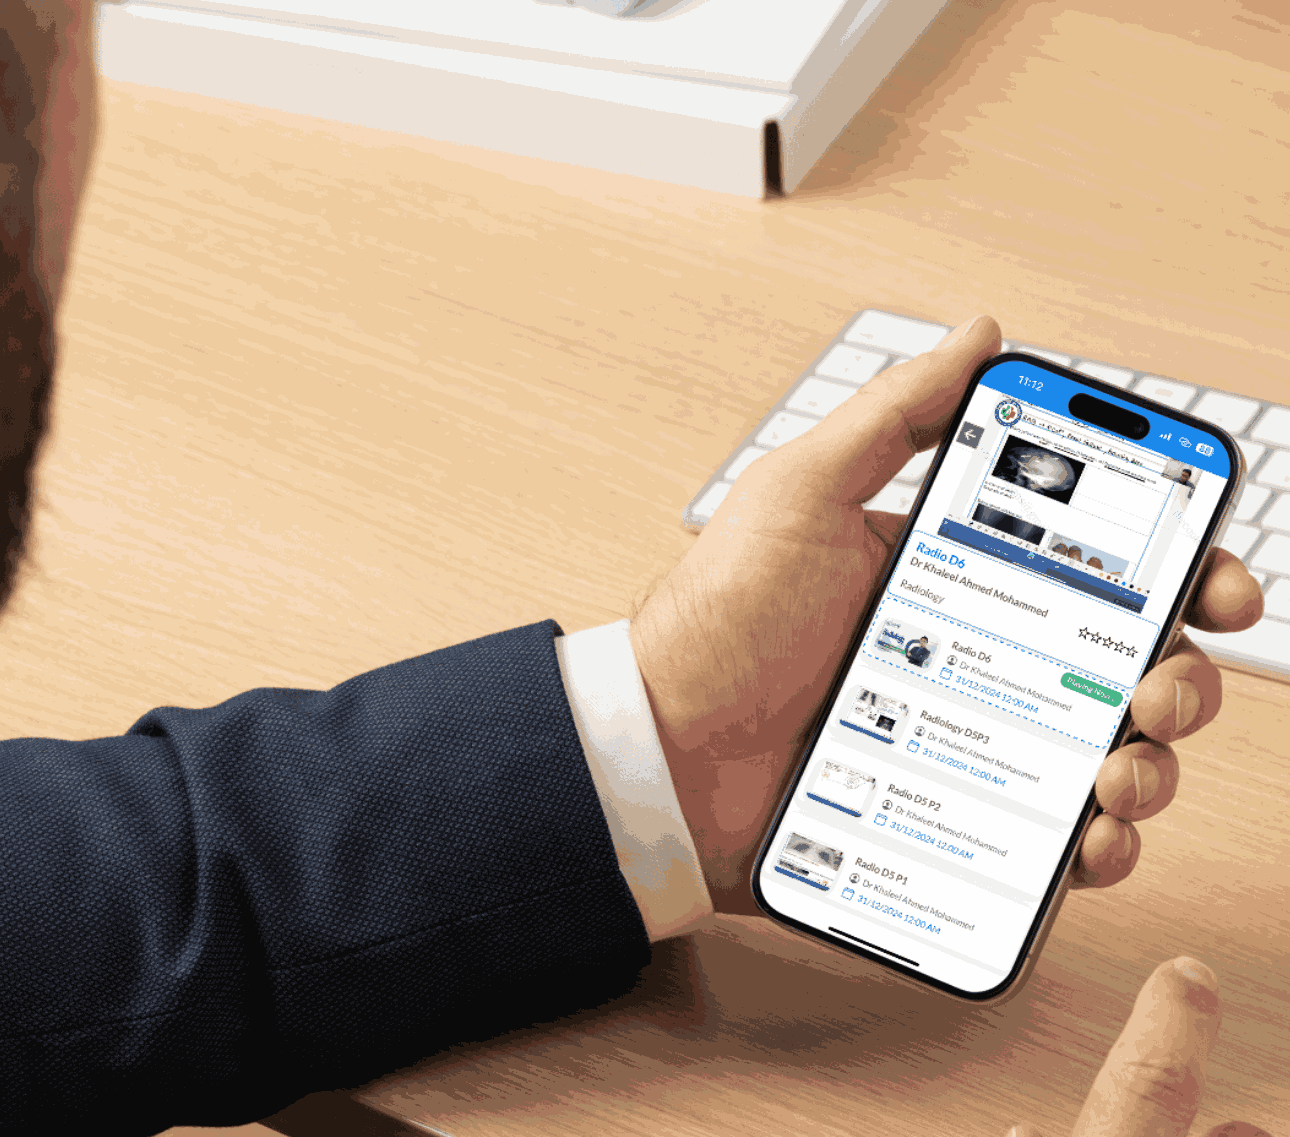 11:12
88
Radio D6
Dr Khaleel Ahmed Mohammed
Radiology
Radio D6
Dr Khaleel Ahmed Mohammed
31/12/2024 12:00 AM
Playing Now
Radiology D5P3
Dr Khaleel Ahmed Mohammed
31/12/2024 12:00 AM
Radio D5 P2
Dr Khaleel Ahmed Mohammed
31/12/2024 12:00 AM
Radio D5 P1
Dr Khaleel Ahmed Mohammed
31/12/2024 12:00 AM